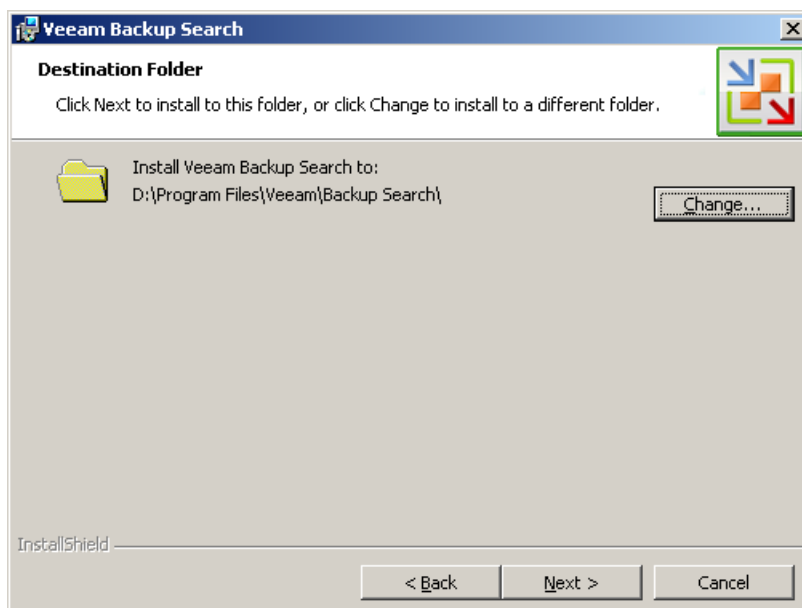 Veeam Backup Search
Destination Folder
Click Next to install to this folder, or click Change to install to a different folder.
Install Veeam Backup Search to:
D:\Program Files\Veeam\Backup Search\
Change...
InstallShield
< Back
Next >
Cancel